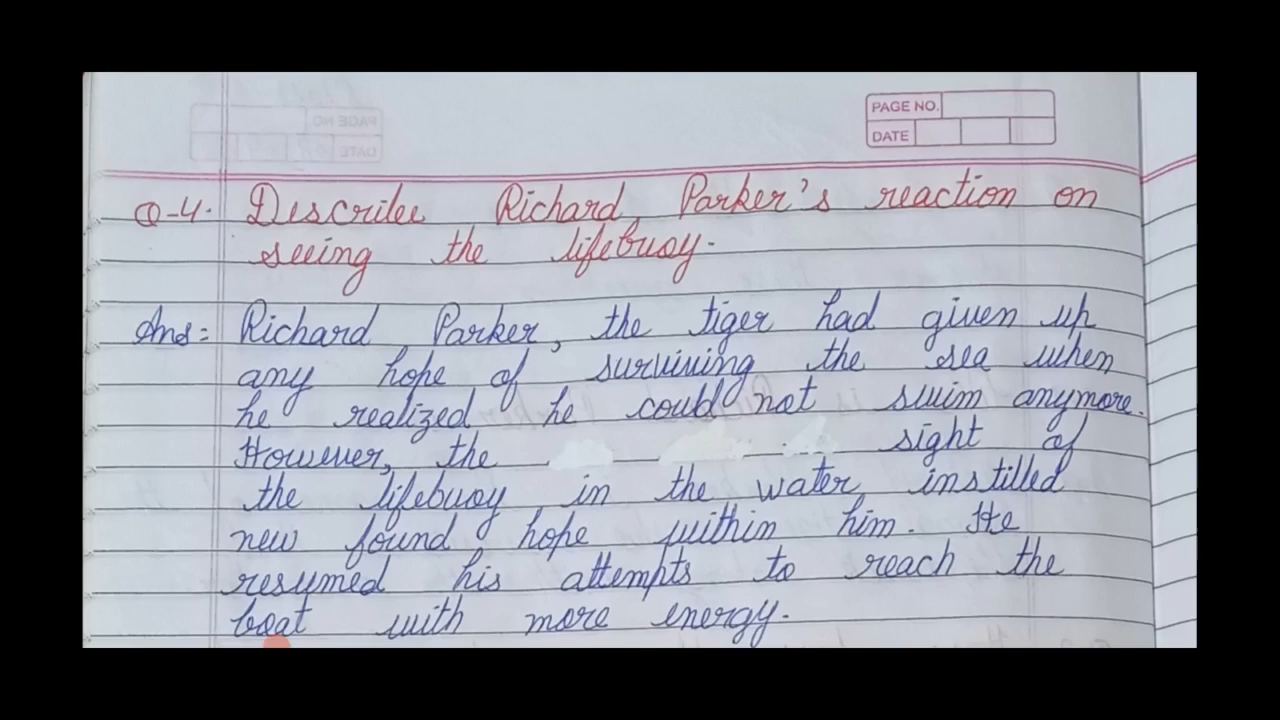 PAGE NO.
DATE
Q-4. Describe Richard Parker's reaction on
seeing the lifebuoy.
Ans= Richard Parker, the tiger had given up
any hope of surviving the sea when
he realized he could not swim anymore.
However, the sight of
the lifebuoy in the water instilled
new found hope within him. He
resumed his attempts to reach the
boat with more energy.